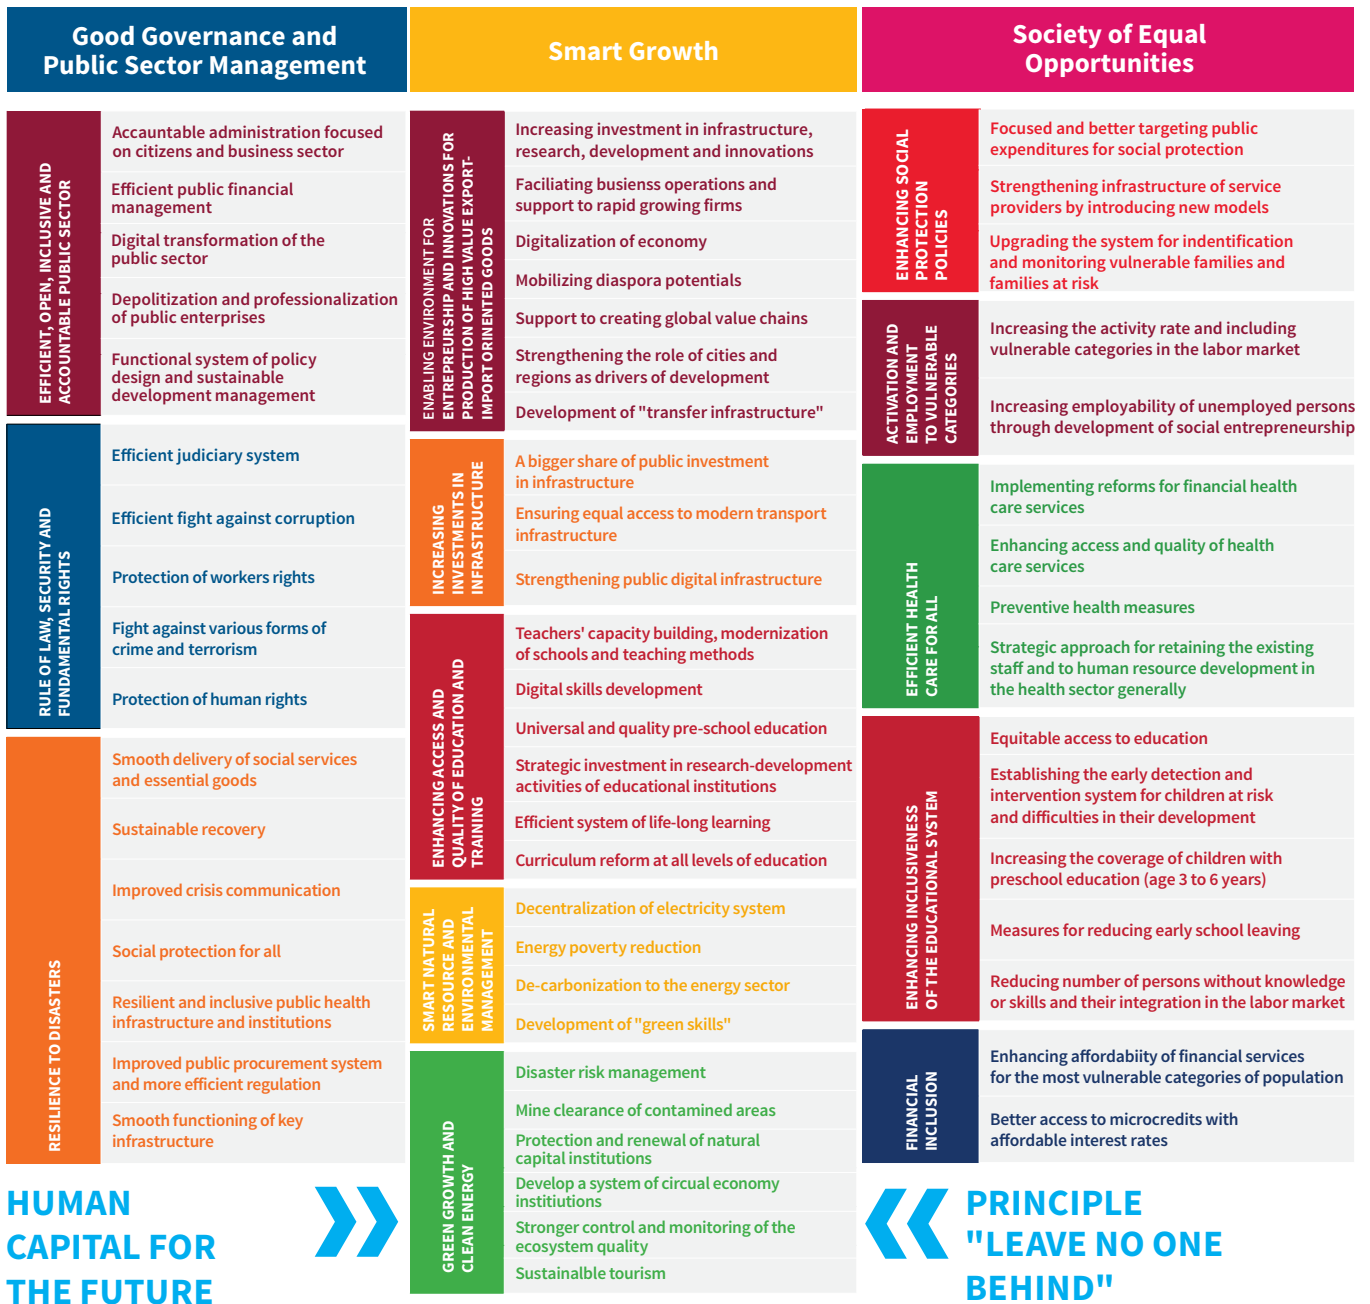 Good Governance and
Public Sector Management
EFFICIENT, OPEN, INCLUSIVE AND
ACCOUNTABLE PUBLIC SECTOR
Accauntable administration focused
on citizens and business sector
Efficient public financial
management
Digital transformation of the
public sector
Depolitization and professionalization
of public enterprises
Functional system of policy
design and sustainable
development management
RULE OF LAW, SECURITY AND
FUNDAMENTAL RIGHTS
Efficient judiciary system
Efficient fight against corruption
Protection of workers rights
Fight against various forms of
crime and terrorism
Protection of human rights
RESILIENCE TO DISASTERS
Smooth delivery of social services
and essential goods
Sustainable recovery
Improved crisis communication
Social protection for all
Resilient and inclusive public health
infrastructure and institutions
Improved public procurement system
and more efficient regulation
Smooth functioning of key
infrastructure
HUMAN
CAPITAL FOR
THE FUTURE
Smart Growth
ENABLING ENVIRONMENT FOR
ENTREPREURSHIP AND INNOVATIONS FOR
PRODUCTION OF HIGH VALUE EXPORT-
IMPORT ORINENTED GOODS
Increasing investment in infrastructure,
research, development and innovations
Faciliating busienss operations and
support to rapid growing firms
Digitalization of economy
Mobilizing diaspora potentials
Support to creating global value chains
Strengthening the role of cities and
regions as drivers of development
Development of "transfer infrastructure"
INCREASING
INVESTMENTS IN
INFRASTRUCTURE
A bigger share of public investment
in infrastructure
Ensuring equal access to modern transport
infrastructure
Strengthening public digital infrastructure
ENHANCING ACCESS AND
QUALITY OF EDUCATION AND
TRAINING
Teachers' capacity building, modernization
of schools and teaching methods
Digital skills development
Universal and quality pre-school education
Strategic investment in research-development
activities of educational institutions
Efficient system of life-long learning
Curriculum reform at all levels of education
SMART NATURAL
RESOURCE AND
ENVIRONMENTAL
MANAGEMENT
Decentralization of electricity system
Energy poverty reduction
De-carbonization to the energy sector
Development of "green skills"
GREEN GROWTH AND
CLEAN ENERGY
Disaster risk management
Mine clearance of contamined areas
Protection and renewal of natural
capital institutions
Develop a system of circual economy
institiutions
Stronger control and monitoring of the
ecosystem quality
Sustainalble tourism
Society of Equal
Opportunities
ENHANCING SOCIAL
PROTECTION
POLICIES
Focused and better targeting public
expenditures for social protection
Strengthening infrastructure of service
providers by introducing new models
Upgrading the system for indentification
and monitoring vulnerable families and
families at risk
ACTIVATION AND
EMPLOYMENT
TO VULNERABLE
CATEGORIES
Increasing the activity rate and including
vulnerable categories in the labor market
Increasing employability of unemployed persons
through development of social entrepreneurship
EFFICIENT HEALTH
CARE FOR ALL
Implementing reforms for financial health
care services
Enhancing access and quality of health
care services
Preventive health measures
Strategic approach for retaining the existing
staff and to human resource development in
the health sector generally
ENHANCING INCLUSIVENESS
OF THE EDUCATIONAL SYSTEM
Equitable access to education
Establishing the early detection and
intervention system for children at risk
and difficulties in their development
Increasing the coverage of children with
preschool education (age 3 to 6 years)
Measures for reducing early school leaving
Reducing number of persons without knowledge
or skills and their integration in the labor market
FINANCIAL
INCLUSION
Enhancing affordabiity of financial services
for the most vulnerable categories of population
Better access to microcredits with
affordable interest rates
PRINCIPLE
"LEAVE NO ONE
BEHIND"